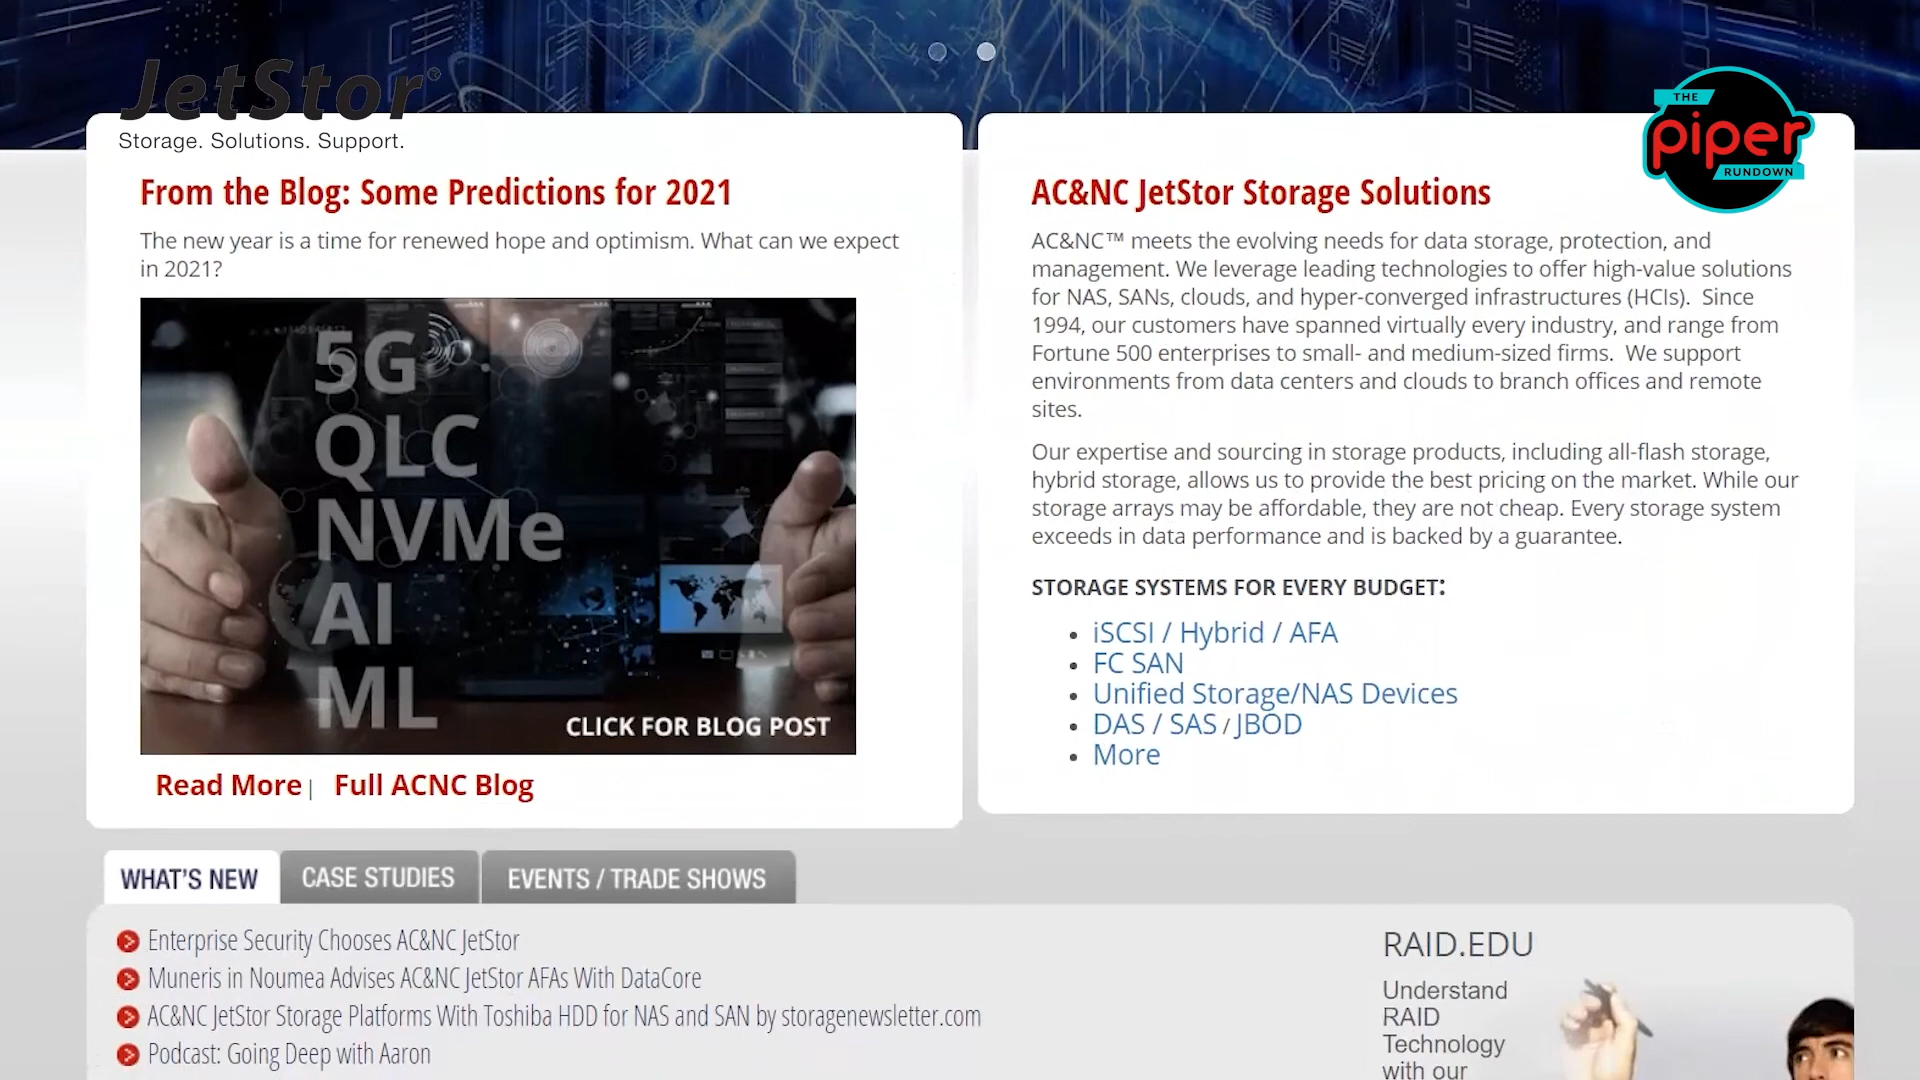 JetStor®
Storage. Solutions. Support.
THE
piper
RUNDOWN
From the Blog: Some Predictions for 2021
The new year is a time for renewed hope and optimism. What can we expect
in 2021?
5G
QLC
NVMe
AI
ML
CLICK FOR BLOG POST
Read More | Full ACNC Blog
AC&NC JetStor Storage Solutions
AC&NC™ meets the evolving needs for data storage, protection, and
management. We leverage leading technologies to offer high-value solutions
for NAS, SANs, clouds, and hyper-converged infrastructures (HCIs). Since
1994, our customers have spanned virtually every industry, and range from
Fortune 500 enterprises to small- and medium-sized firms. We support
environments from data centers and clouds to branch offices and remote
sites.
Our expertise and sourcing in storage products, including all-flash storage,
hybrid storage, allows us to provide the best pricing on the market. While our
storage arrays may be affordable, they are not cheap. Every storage system
exceeds in data performance and is backed by a guarantee.
STORAGE SYSTEMS FOR EVERY BUDGET:
iSCSI / Hybrid / AFA
FC SAN
Unified Storage/NAS Devices
DAS / SAS / JBOD
More
WHAT'S NEW
CASE STUDIES
EVENTS / TRADE SHOWS
Enterprise Security Chooses AC&NC JetStor
Muneris in Noumea Advises AC&NC JetStor AFAs With DataCore
AC&NC JetStor Storage Platforms With Toshiba HDD for NAS and SAN by storagenewsletter.com
Podcast: Going Deep with Aaron
RAID.EDU
Understand
RAID
Technology
with our